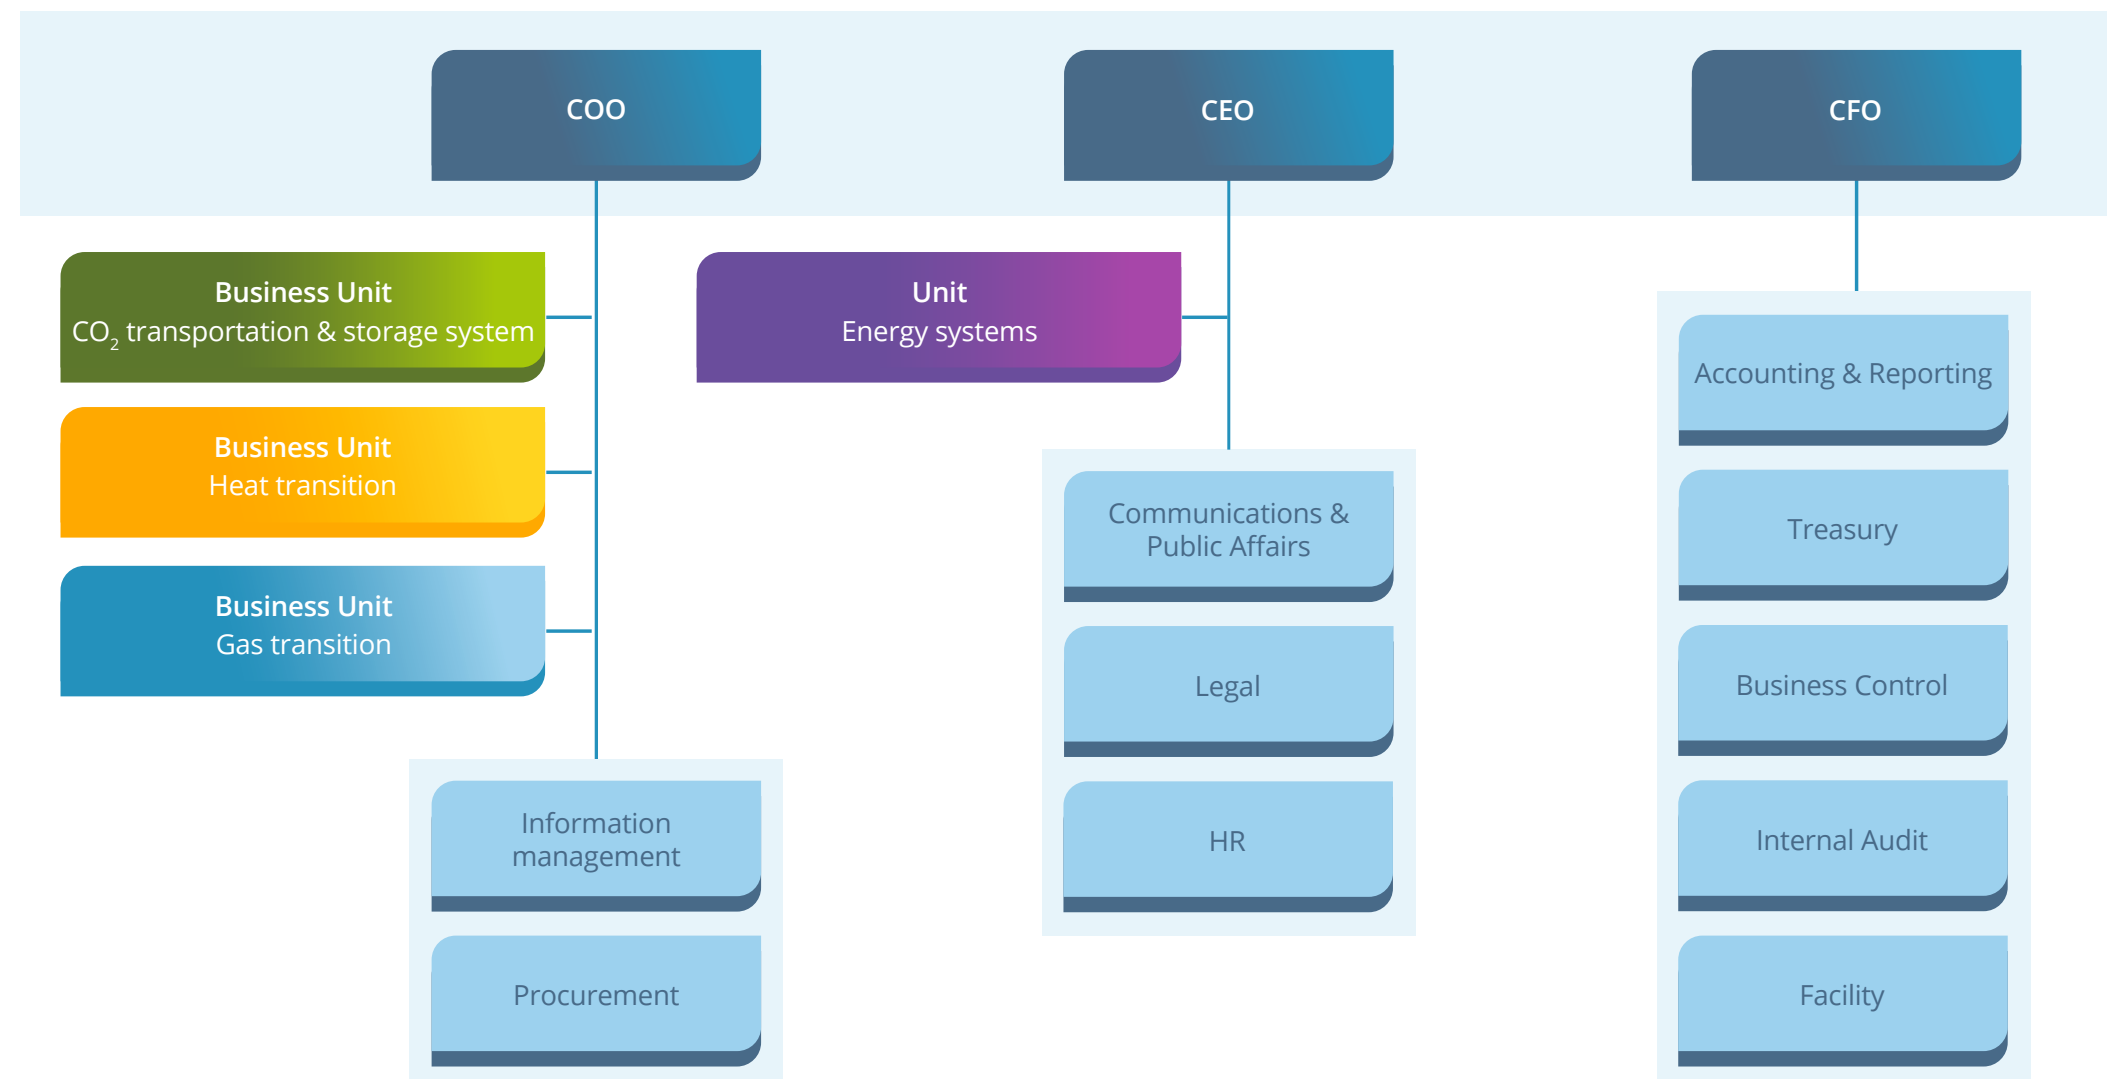 COO
CEO
CFO
Business Unit
CO₂ transportation & storage system
Business Unit
Heat transition
Business Unit
Gas transition
Information
management
Procurement
Unit
Energy systems
Communications &
Public Affairs
Legal
HR
Accounting & Reporting
Treasury
Business Control
Internal Audit
Facility